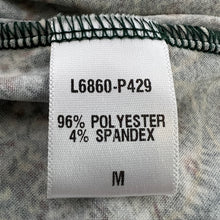 L6860-P429
96% POLYESTER
4% SPANDEX
M